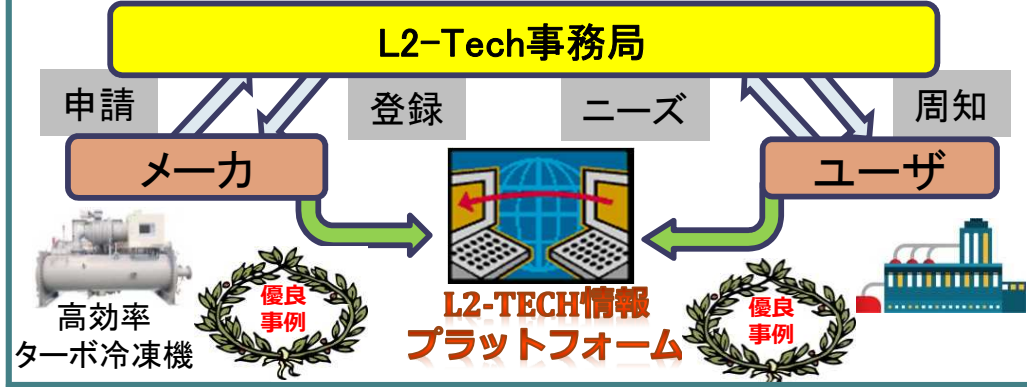 L2-Tech事務局
申請
登録
ニーズ
周知
メーカ
ユーザ
優良
事例
L2-TECH情報
プラットフォーム
優良
事例
高効率
ターボ冷凍機